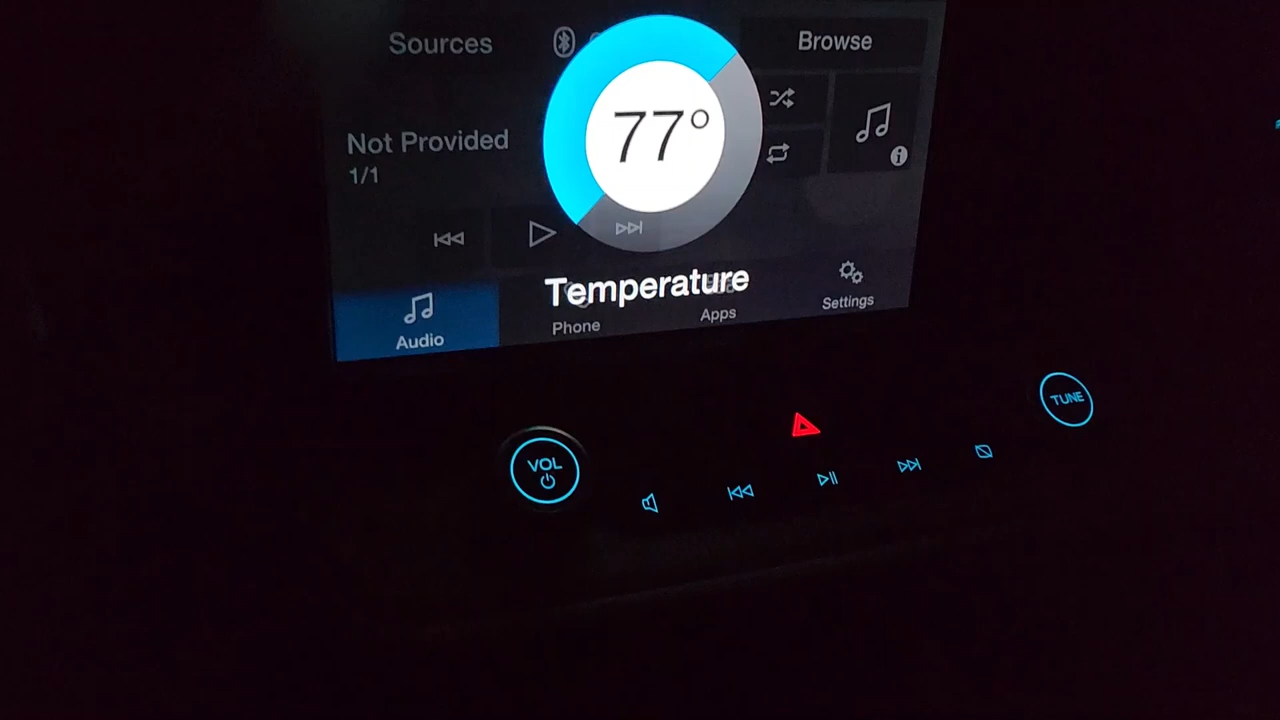 Sources
Browse
77°
Not Provided
1/1
Temperature
Audio
Phone
Apps
Settings
VOL
TUNE